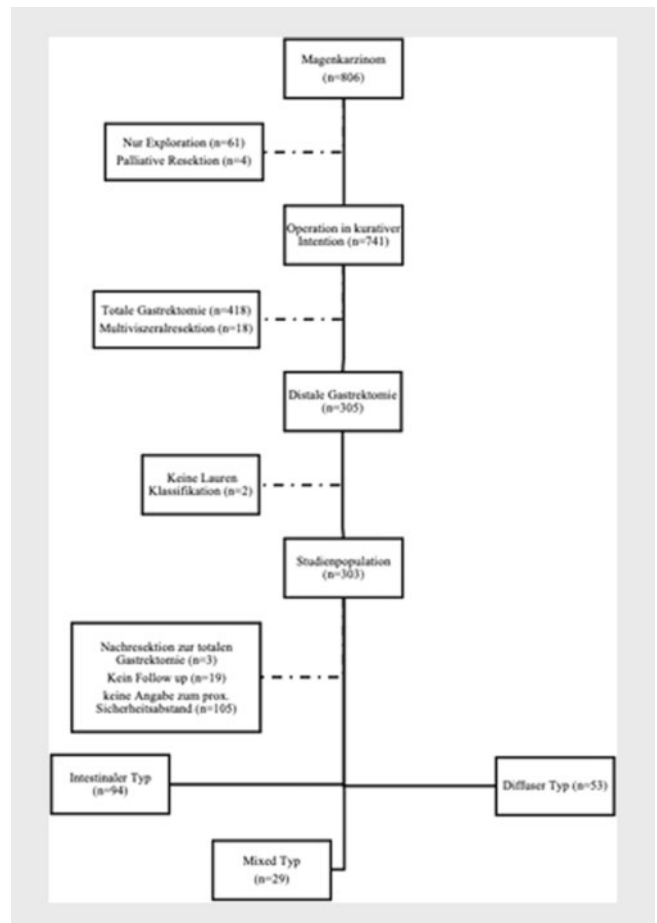 Magenkarzinom
(n=806)
Nur Exploration (n=61)
Palliative Resektion (n=4)
Operation in kurativer
Intention (n=741)
Totale Gastrektomie (n=418)
Multiviszeralresektion (n=18)
Distale Gastrektomie
(n=305)
Keine Lauren
Klassifikation (n=2)
Studienpopulation
(n=303)
Nachresektion zur totalen
Gastrektomie (n=3)
Kein Follow up (n=19)
keine Angabe zum prox.
Sicherheitsabstand (n=105)
Intestinaler Typ
(n=94)
Diffuser Typ (n=53)
Mixed Typ
(n=29)